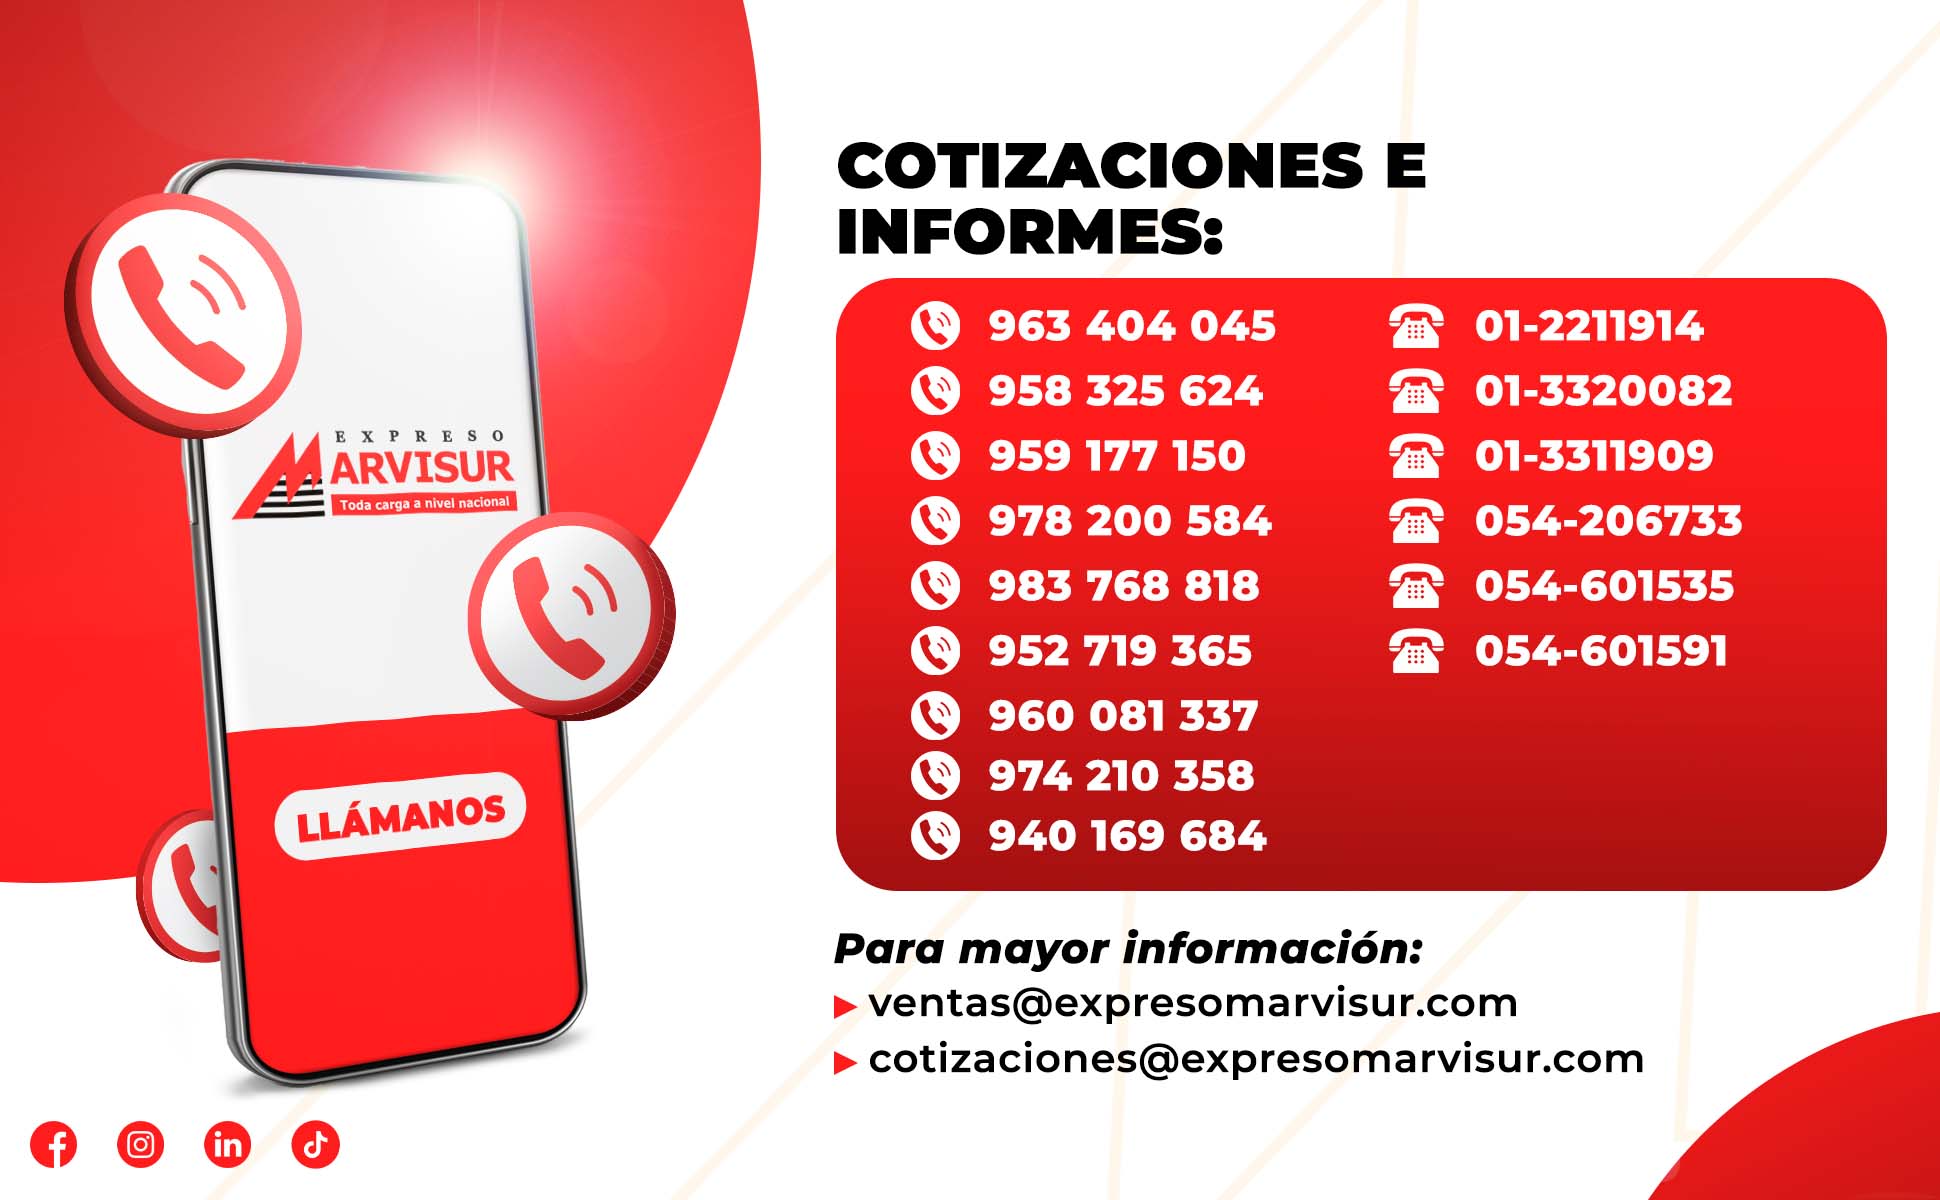 EXPRESO
MARVISUR
Toda carga a nivel nacional
LLÁMANOS
COTIZACIONES E
INFORMES:
963 404 045
958 325 624
959 177 150
978 200 584
983 768 818
952 719 365
960 081 337
974 210 358
940 169 684
01-2211914
01-3320082
01-3311909
054-206733
054-601535
054-601591
Para mayor información:
ventas@expresomarvisur.com
cotizaciones@expresomarvisur.com